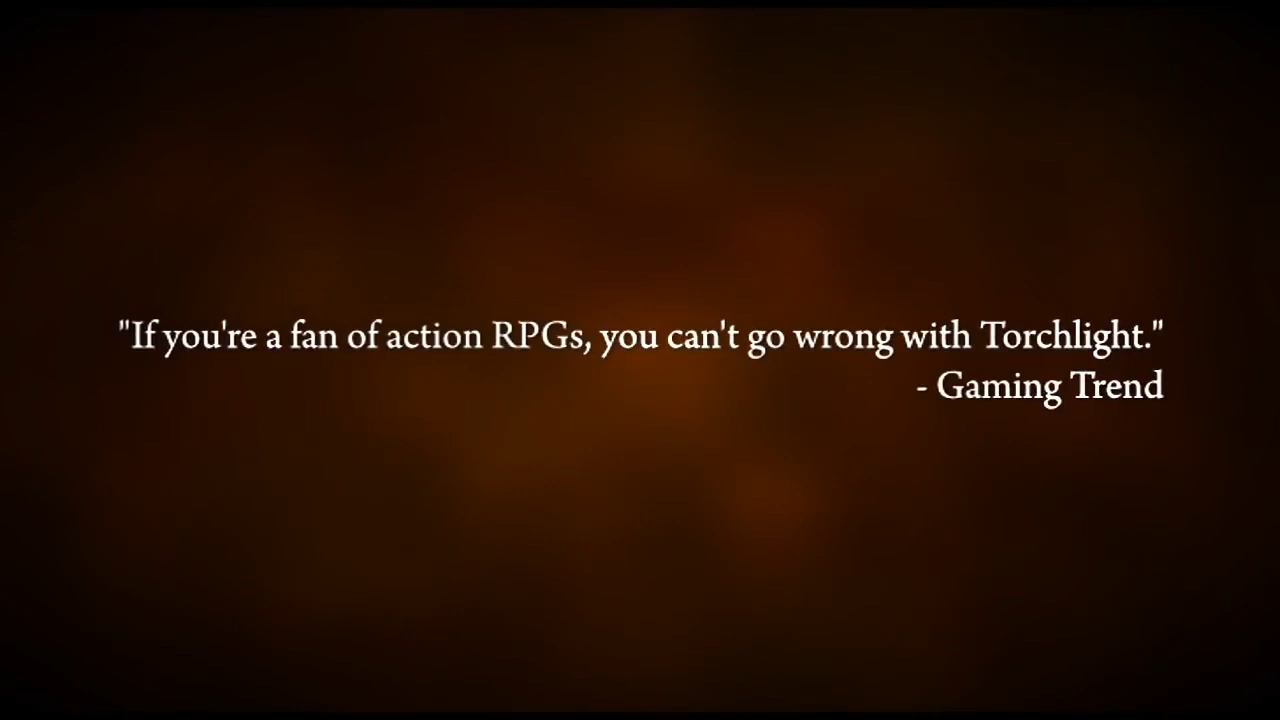 "If you're a fan of action RPGs, you can't go wrong with Torchlight."
- Gaming Trend